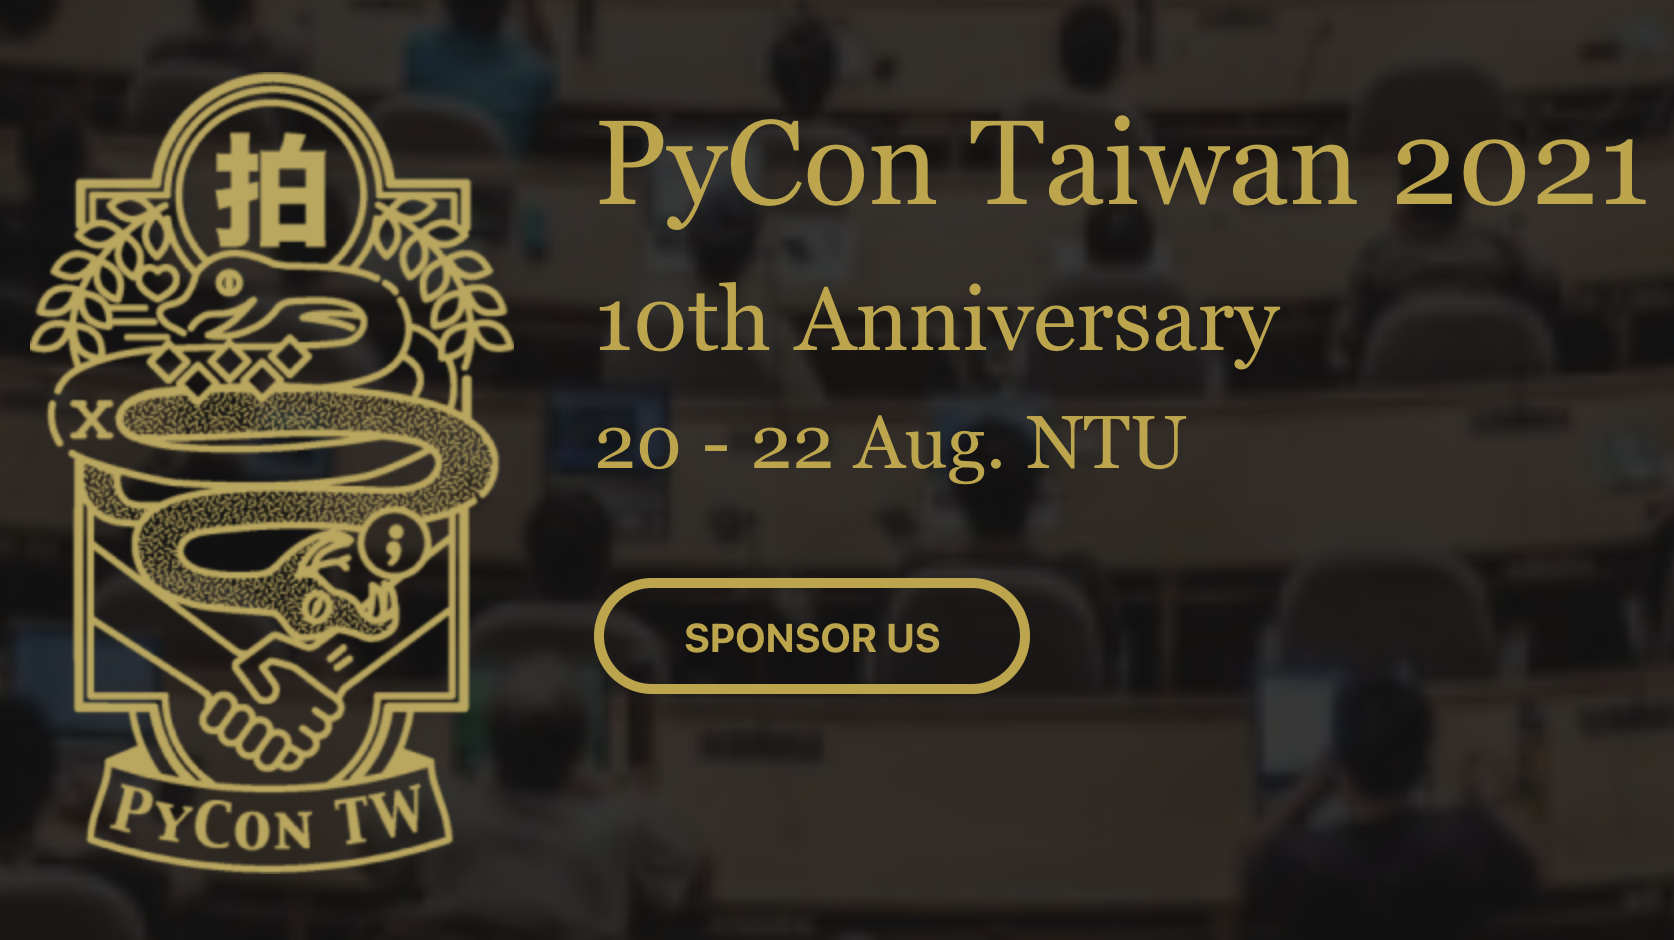 拍
X
;
PYCON TW
PyCon Taiwan 2021
10th Anniversary
20 - 22 Aug. NTU
SPONSOR US